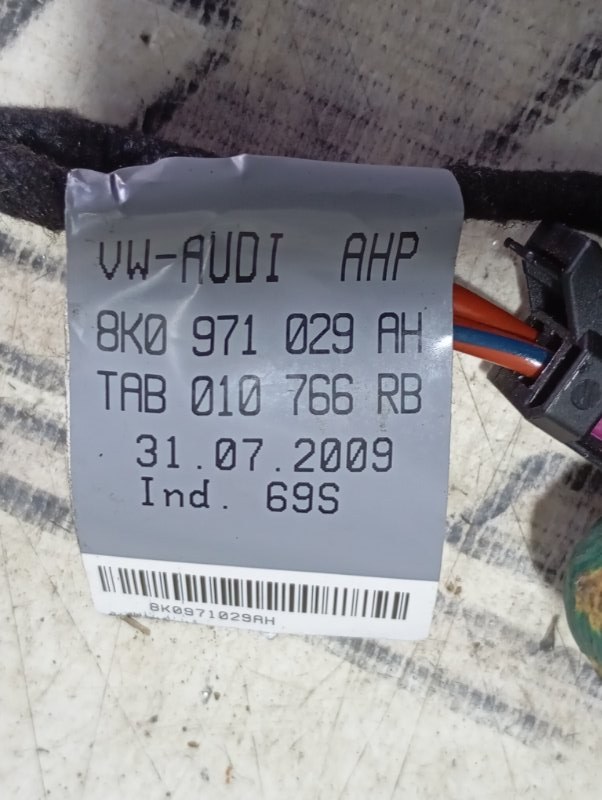 VW-AUDI AHP
8K0 971 029 AH
TAB 010 766 RB
31.07.2009
Ind. 69S
8K0971029AH